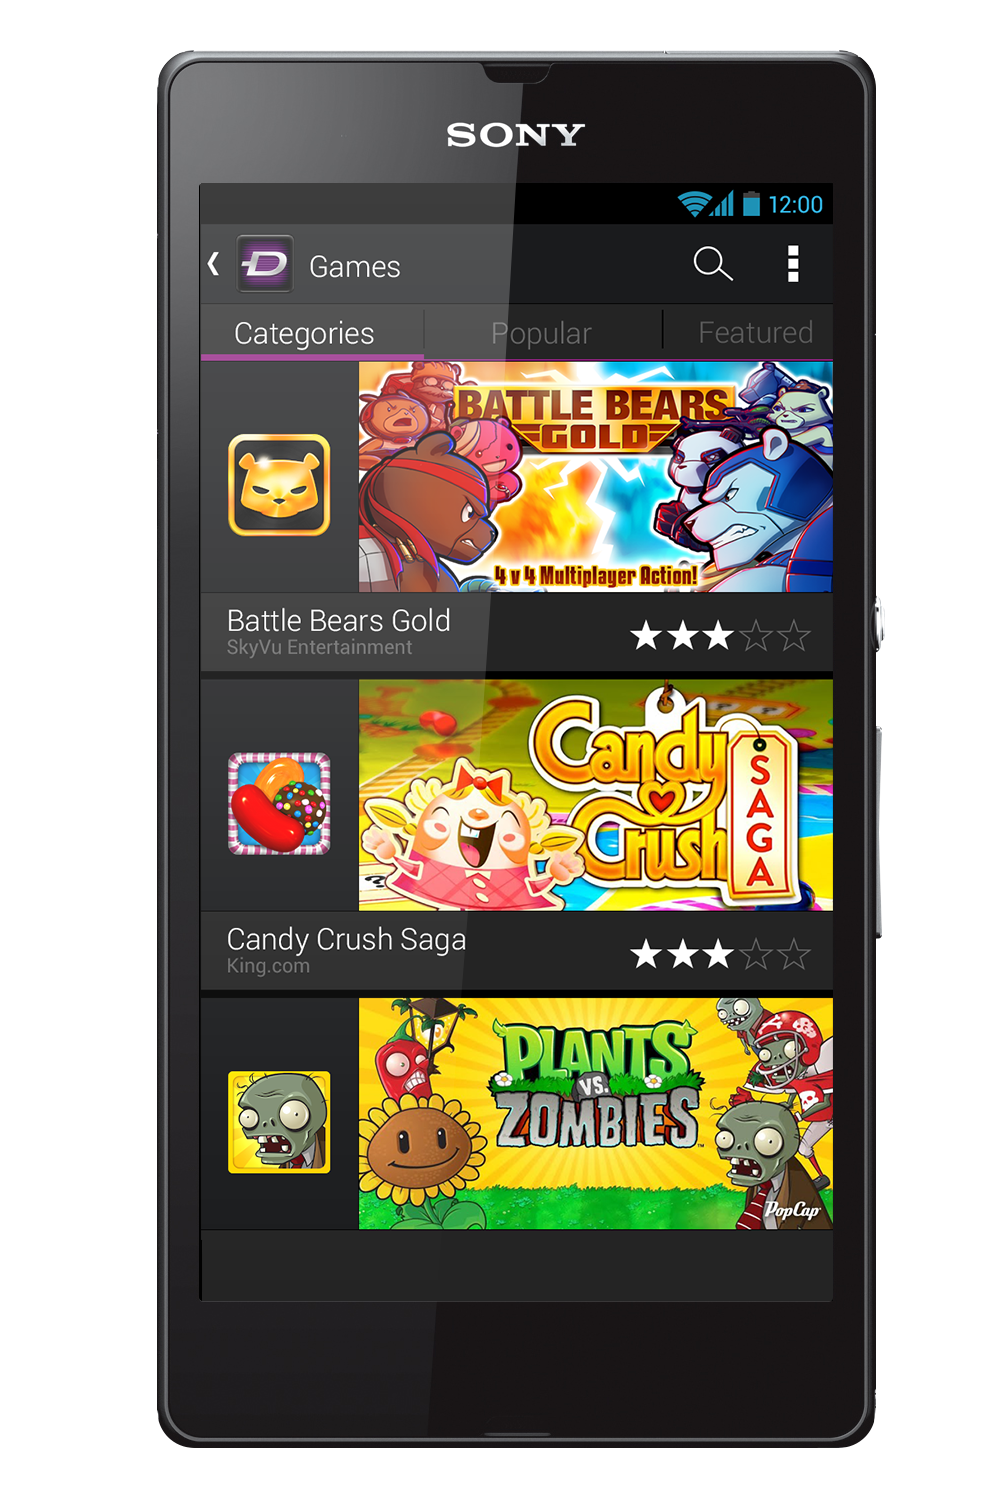 SONY
12:00
D Games
Categories Popular Featured
BATTLE BEARS
GOLD
4 v 4 Multiplayer Action!
Battle Bears Gold
SkyVu Entertainment
Candy
Crush
SAGA
Candy Crush Saga
King.com
PLANTS
VS.
ZOMBIES™
PopCap